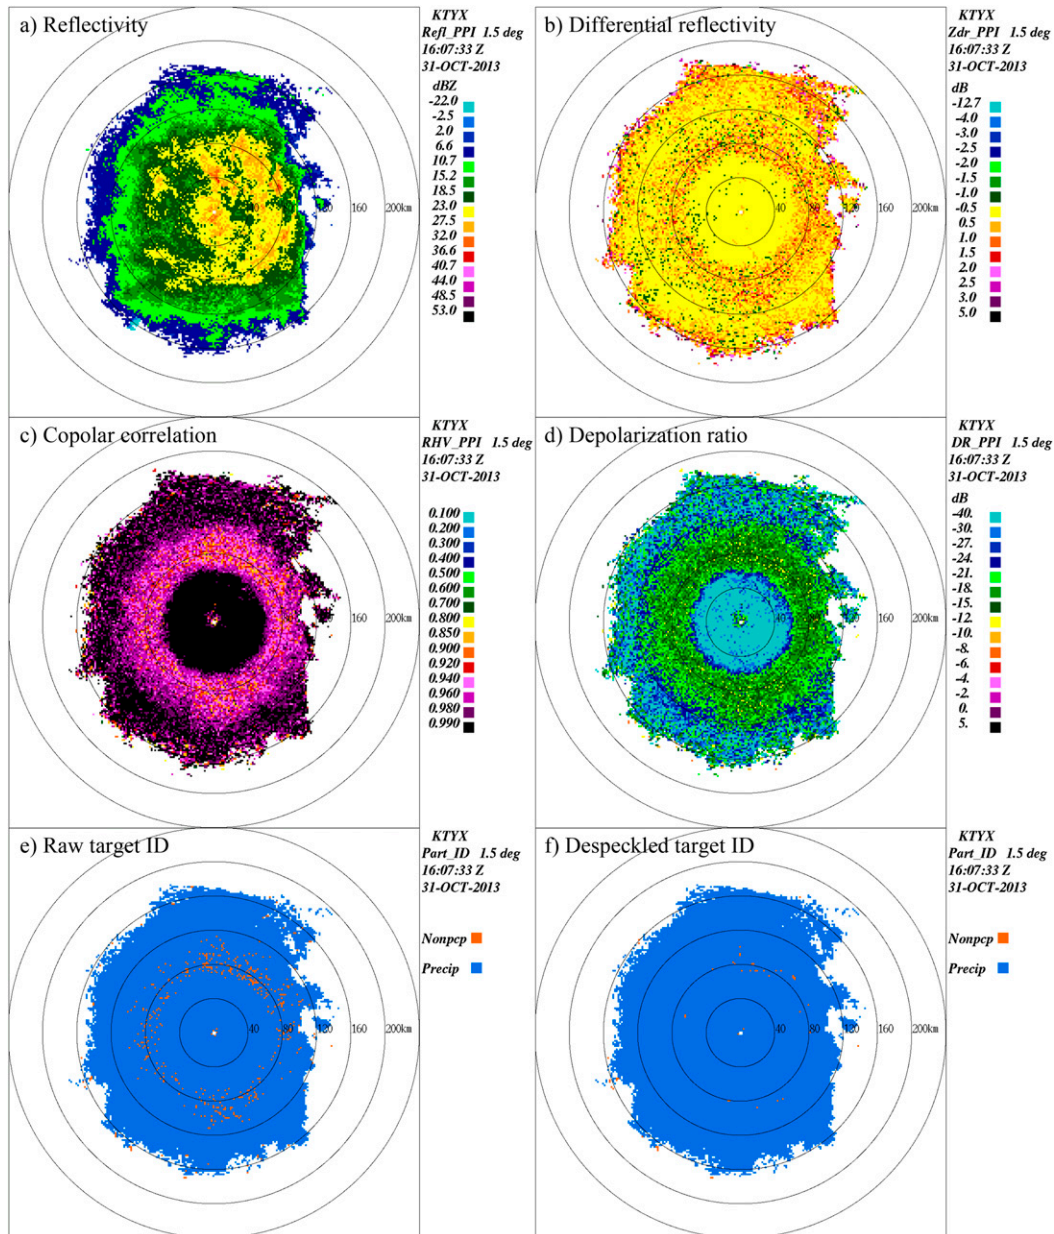 a) Reflectivity
KTYX
Refl_PPI 1.5 deg
16:07:33 Z
31-OCT-2013
dBZ
-22.0
-2.5
2.0
6.6
10.7
15.2
18.5
23.0
27.5
32.0
36.6
40.7
44.0
48.5
53.0
40
160
200km
b) Differential reflectivity
KTYX
Zdr_PPI 1.5 deg
16:07:33 Z
31-OCT-2013
dB
-12.7
-4.0
-3.0
-2.5
-2.0
-1.5
-1.0
-0.5
0.5
1.0
1.5
2.0
2.5
3.0
5.0
40
160
200km
c) Copolar correlation
KTYX
RHV_PPI 1.5 deg
16:07:33 Z
31-OCT-2013
0.100
0.200
0.300
0.400
0.500
0.600
0.700
0.800
0.850
0.900
0.920
0.940
0.960
0.980
0.990
160
200km
d) Depolarization ratio
KTYX
DR_PPI 1.5 deg
16:07:33 Z
31-OCT-2013
dB
-40.
-30.
-27.
-24.
-21.
-18.
-15.
-12.
-10.
-8.
-6.
-4.
-2.
0.
5.
40
160
200km
e) Raw target ID
KTYX
Part_ID 1.5 deg
16:07:33 Z
31-OCT-2013
Nonpcp
Precip
40
80
120
160
200km
f) Despeckled target ID
KTYX
Part_ID 1.5 deg
16:07:33 Z
31-OCT-2013
Nonpcp
Precip
40
80
120
160
200km